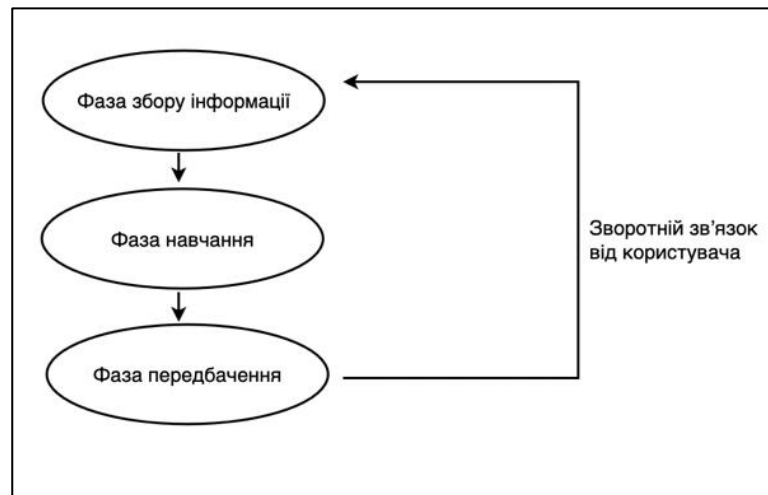 Фаза збору інформації
Фаза навчання
Зворотній зв'язок
від користувача
Фаза передбачення